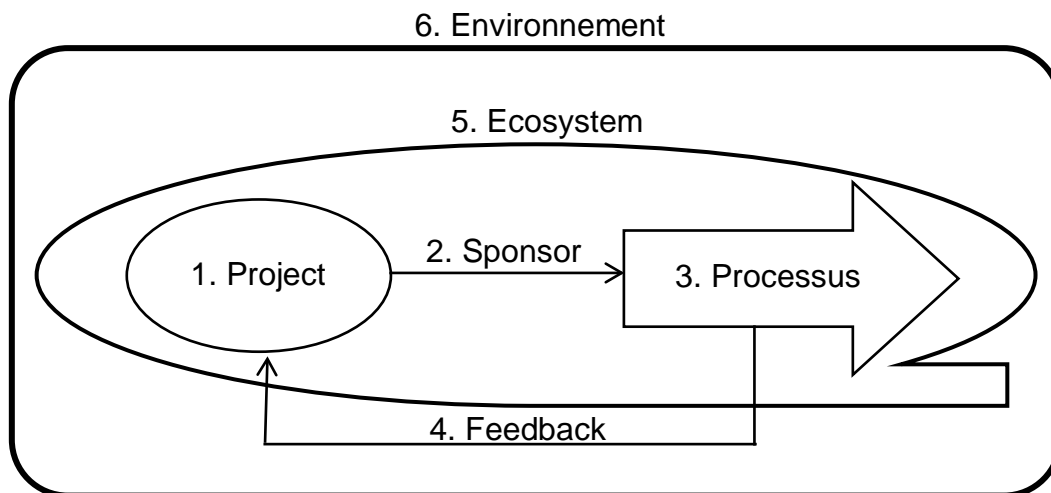 6. Environnement
5. Ecosystem
1. Project
2. Sponsor
3. Processus
4. Feedback